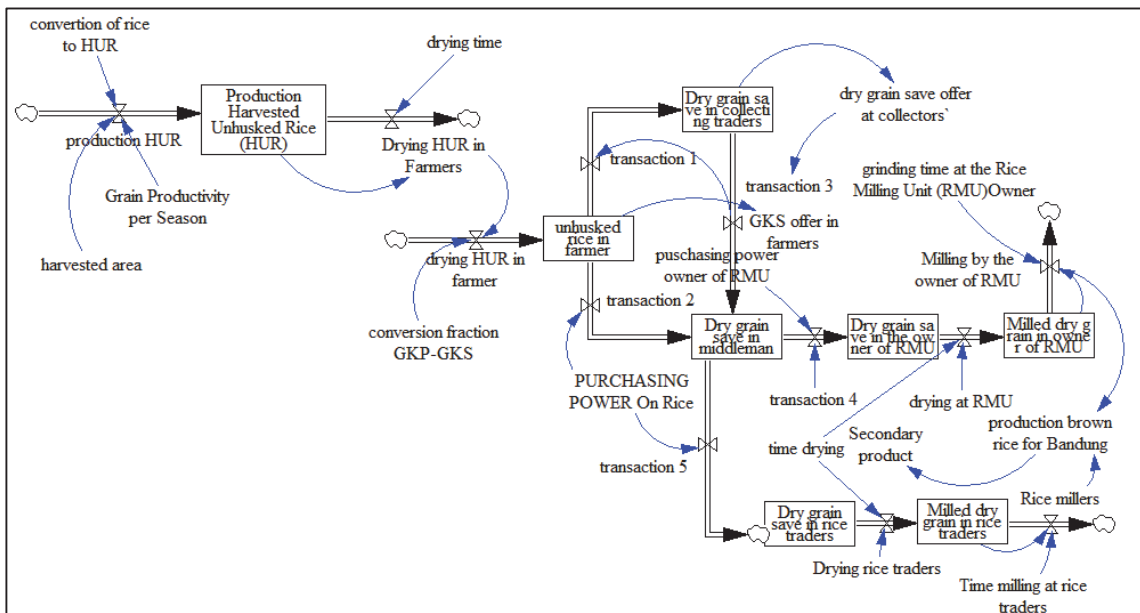 convertion of rice
to HUR
drying time
Production
Harvested
Unhusked Rice
(HUR)
production HUR
Drying HUR in
Farmers
Grain Productivity
per Season
harvested area
drying HUR in
farmer
conversion fraction
GKP-GKS
unhusked
rice in
farmer
transaction 1
transaction 2
Dry grain sa
ve in collecti
ng traders
dry grain save offer
at collectors`
transaction 3
GKS offer in
farmers
puschasing power
owner of RMU
grinding time at the Rice
Milling Unit (RMU)Owner
Milling by the
owner of RMU
Dry grain
save in
middleman
Dry grain sa
ve in the ow
ner of RMU
Milled dry g
rain in owne
r of RMU
PURCHASING
POWER On Rice
transaction 4
drying at RMU
transaction 5
time drying
Secondary
product
production brown
rice for Bandung
Rice millers
Dry grain
save in rice
traders
Milled dry
grain in rice
traders
Drying rice traders
Time milling at rice
traders